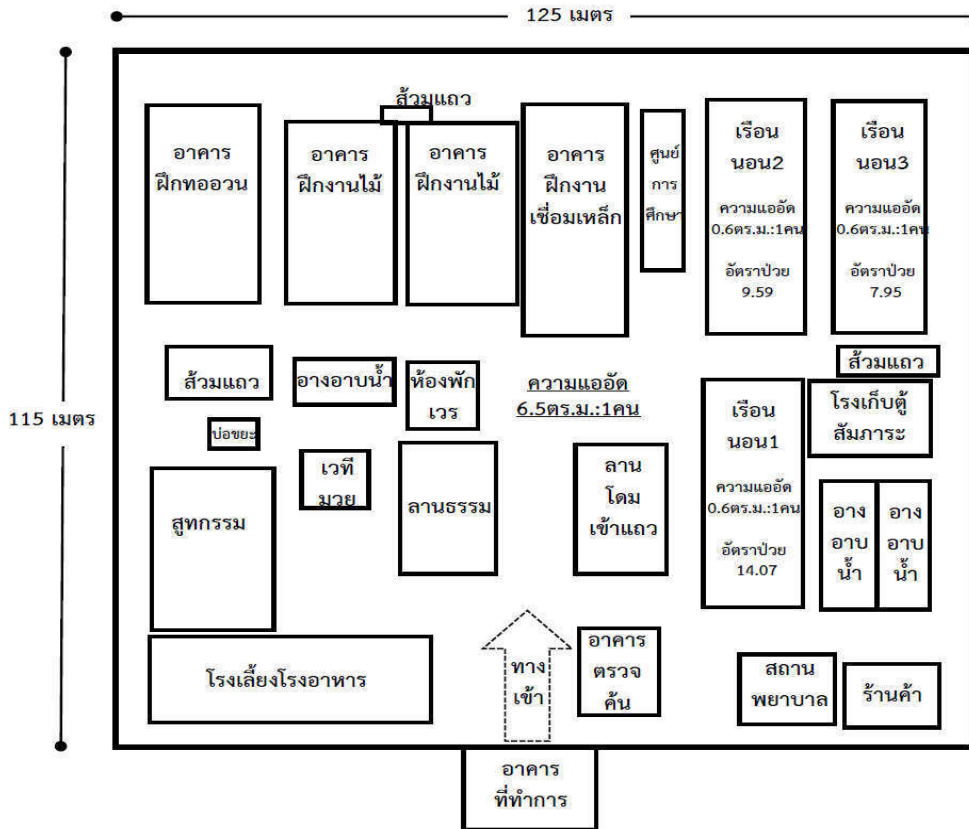 125 เมตร
ส้วมแถว
อาคาร
ฝึกทออวน
อาคาร
ฝึกงานไม้
อาคาร
ฝึกงานไม้
อาคาร
ฝึกงาน
เชื่อมเหล็ก
ศูนย์
การ
ศึกษา
เรือน
นอน2
ความแออัด
0.6ตร.ม.:1คน
อัตราป่วย
9.59
เรือน
นอน3
ความแออัด
0.6ตร.ม.:1คน
อัตราป่วย
7.95
115 เมตร
ส้วมแถว
อางอาบน้ำ
ห้องพัก
เวร
ความแออัด
6.5ตร.ม.:1คน
ส้วมแถว
โรงเก็บตู้
สัมภาระ
เรือน
นอน1
ความแออัด
0.6ตร.ม.:1คน
อัตราป่วย
14.07
บ่อขยะ
เวที
มวย
ลานธรรม
ลาน
โดม
เข้าแถว
สูทกรรม
อาง
อาบ
น้ำ
อาง
อาบ
น้ำ
โรงเลี้ยงโรงอาหาร
ทาง
เข้า
อาคาร
ตรวจ
ค้น
สถาน
พยาบาล
ร้านค้า
อาคาร
ที่ทำการ